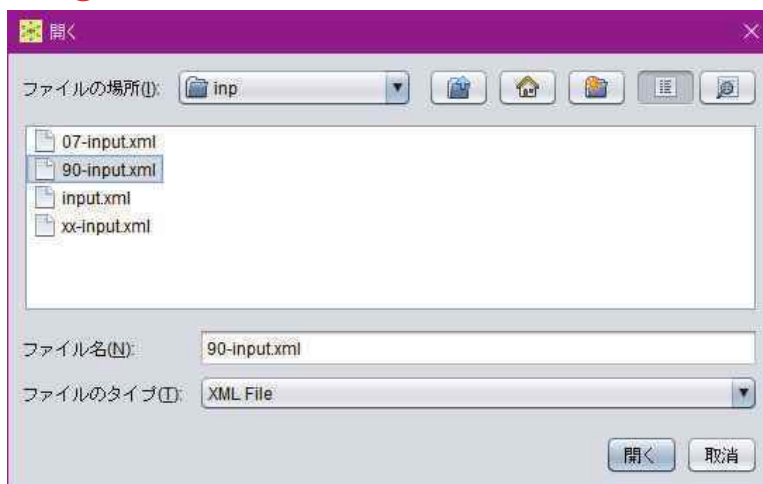 開く
ファイルの場所(I): inp
07-input.xml
90-input.xml
input.xml
xx-input.xml
ファイル名(N): 90-input.xml
ファイルのタイプ(T): XML File
開く 取消